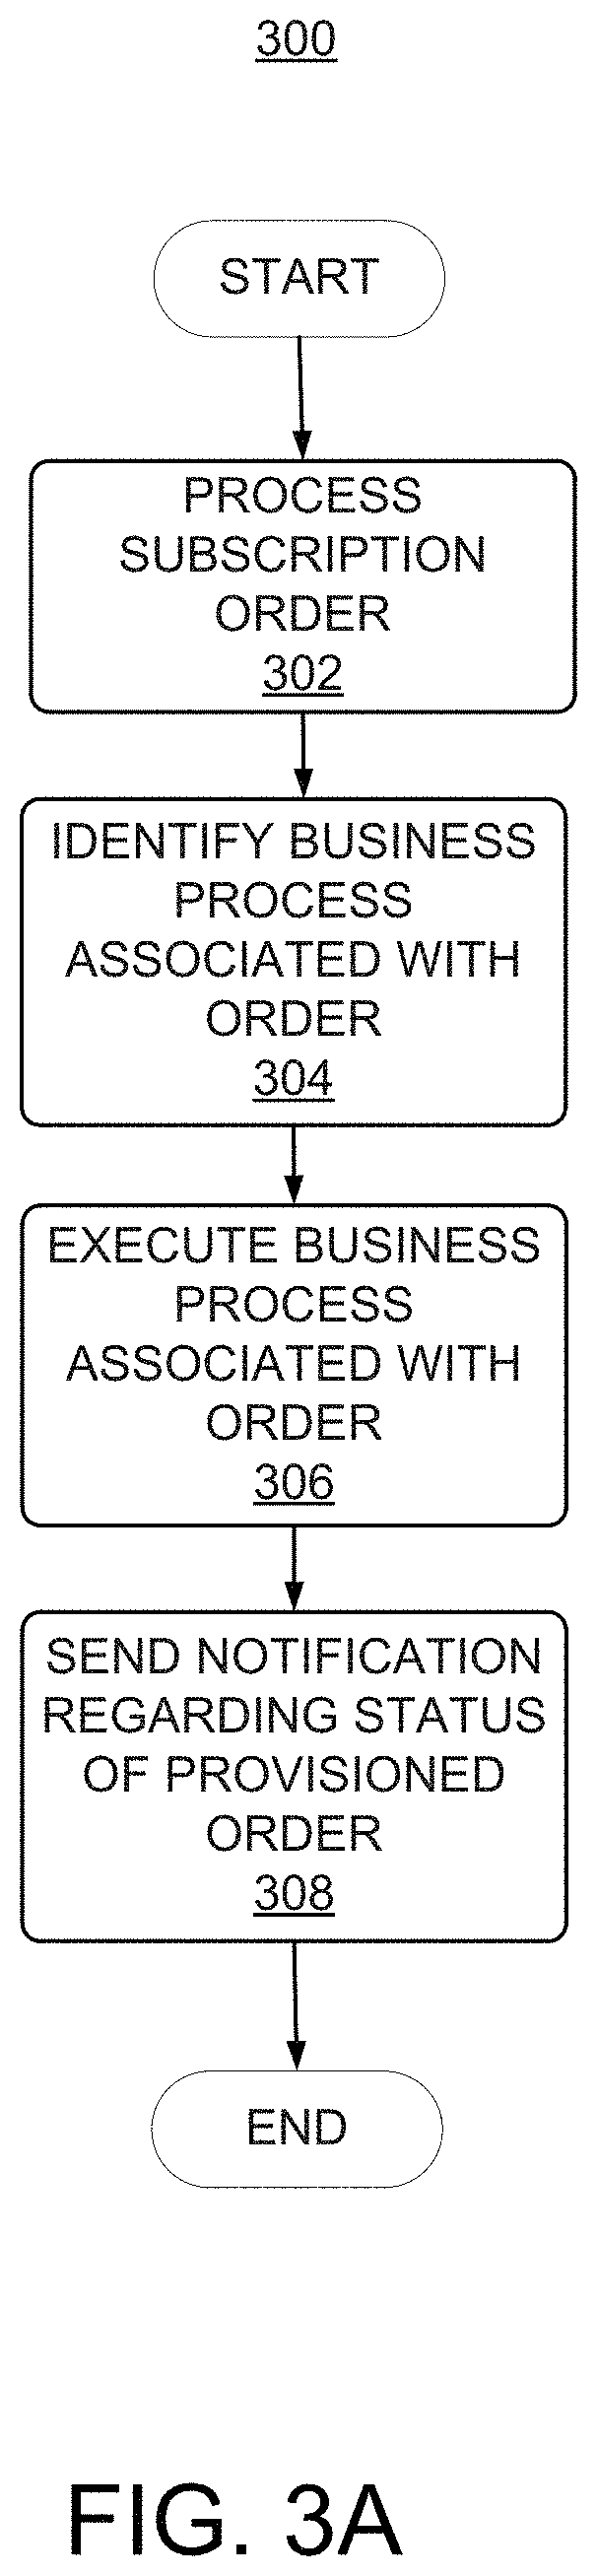 300
START
PROCESS
SUBSCRIPTION
ORDER
302
IDENTIFY BUSINESS
PROCESS
ASSOCIATED WITH
ORDER
304
EXECUTE BUSINESS
PROCESS
ASSOCIATED WITH
ORDER
306
SEND NOTIFICATION
REGARDING STATUS
OF PROVISIONED
ORDER
308
END
FIG. 3A